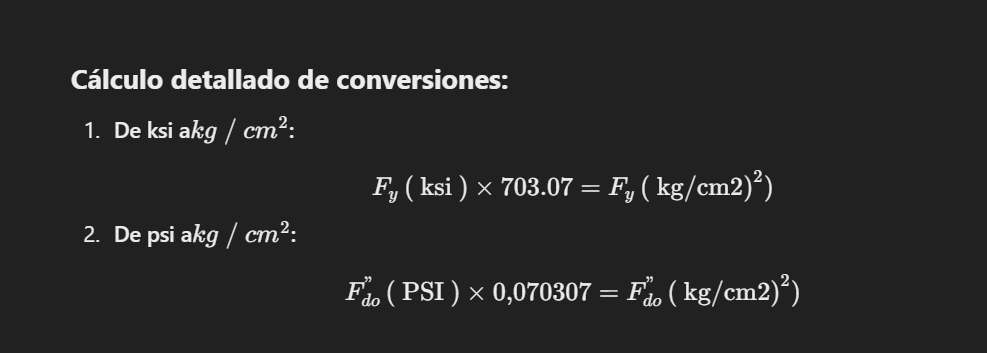 Cálculo detallado de conversiones:
1. De ksi akg / cm²:
F_y ( ksi ) × 703.07 = F_y ( kg/cm2)²)
2. De psi akg / cm²:
F”_do ( PSI ) × 0,070307 = F”_do ( kg/cm2)²)